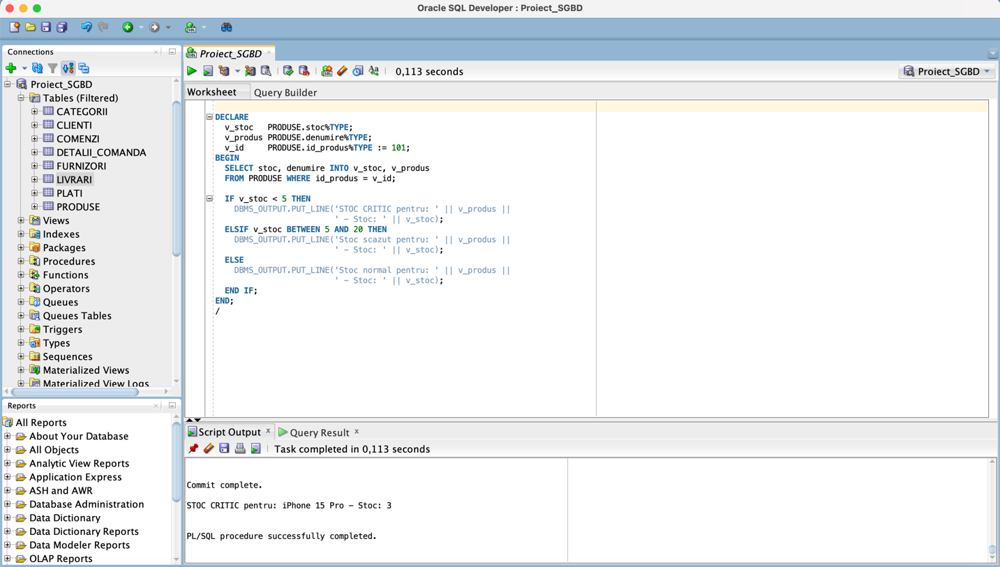 Oracle SQL Developer : Proiect_SGBD
Connections
Proiect_SGBD
Tables (Filtered)
CATEGORII
CLIENTI
COMENZI
DETALII_COMANDA
FURNIZORI
LIVRARI
PLATI
PRODUSE
Views
Indexes
Packages
Procedures
Functions
Operators
Queues
Queues Tables
Triggers
Types
Sequences
Materialized Views
Materialized View Logs
Reports
All Reports
About Your Database
All Objects
Analytic View Reports
Application Express
ASH and AWR
Database Administration
Data Dictionary
Data Dictionary Reports
Data Modeler Reports
OLAP Reports
Proiect_SGBD
0,113 seconds
Proiect_SGBD
Worksheet Query Builder
DECLARE
  v_stoc   PRODUSE.stoc%TYPE;
  v_produs PRODUSE.denumire%TYPE;
  v_id     PRODUSE.id_produs%TYPE := 101;
BEGIN
  SELECT stoc, denumire INTO v_stoc, v_produs
  FROM PRODUSE WHERE id_produs = v_id;
  IF v_stoc < 5 THEN
    DBMS_OUTPUT.PUT_LINE('STOC CRITIC pentru: ' || v_produs ||
                         ' - Stoc: ' || v_stoc);
  ELSIF v_stoc BETWEEN 5 AND 20 THEN
    DBMS_OUTPUT.PUT_LINE('Stoc scazut pentru: ' || v_produs ||
                         ' - Stoc: ' || v_stoc);
  ELSE
    DBMS_OUTPUT.PUT_LINE('Stoc normal pentru: ' || v_produs ||
                         ' - Stoc: ' || v_stoc);
  END IF;
END;
/
Script Output Query Result
Task completed in 0,113 seconds
Commit complete.
STOC CRITIC pentru: iPhone 15 Pro - Stoc: 3
PL/SQL procedure successfully completed.